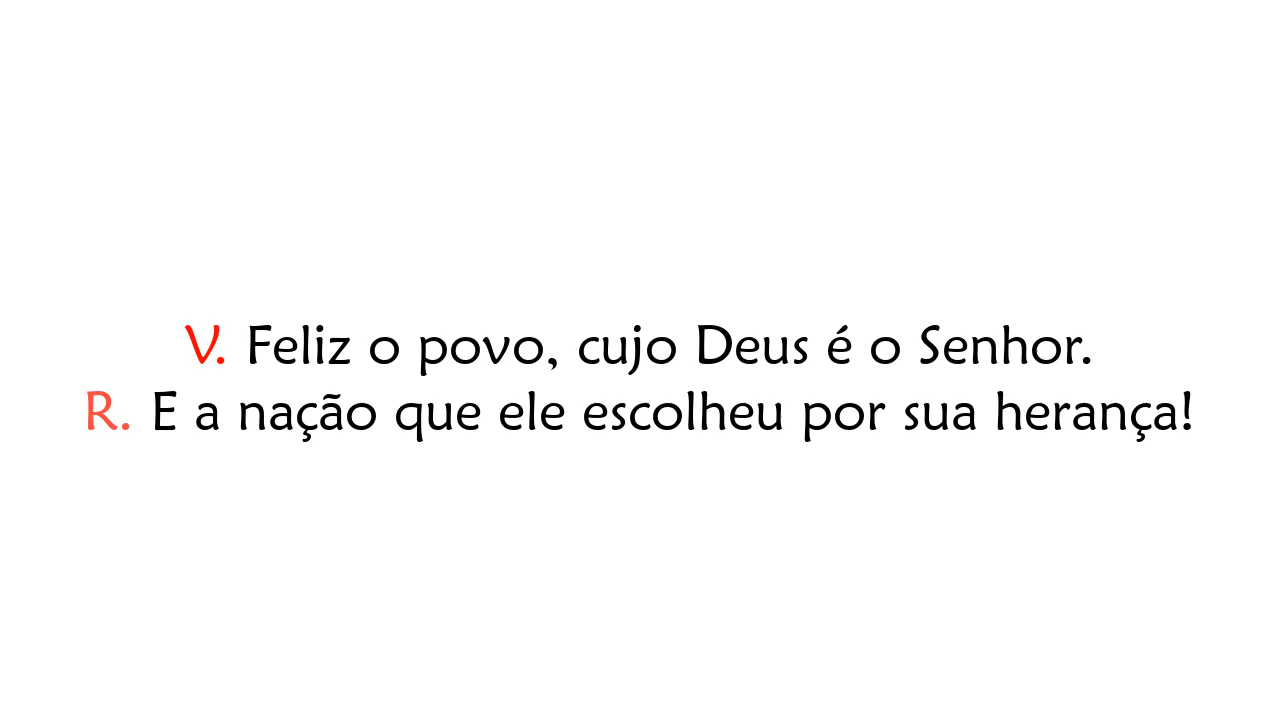 V. Feliz o povo, cujo Deus é o Senhor.
R. E a nação que ele escolheu por sua herança!